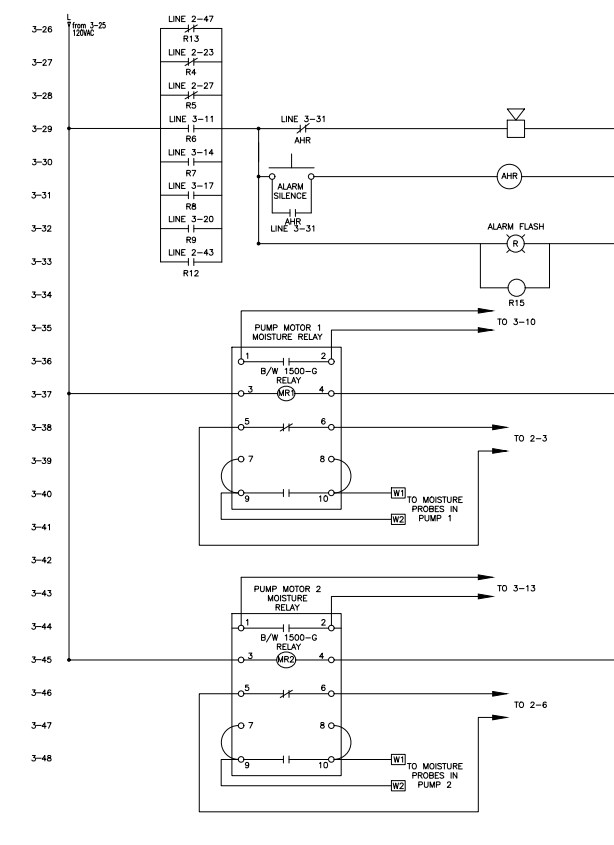 L
from 3-25
120VAC
LINE 2-47
3-26
R13
LINE 2-23
3-27
R4
LINE 2-27
3-28
R5
LINE 3-11
LINE 3-31
3-29
R6
AHR
LINE 3-14
3-30
R7
ALARM
SILENCE
AHR
LINE 3-17
3-31
R8
AHR
LINE 3-31
LINE 3-20
3-32
R9
ALARM FLASH
R
LINE 2-43
3-33
R12
3-34
R15
3-35
PUMP MOTOR 1
MOISTURE RELAY
TO 3-10
3-36
1
2
B/W 1500-G
RELAY
3-37
3
MR1
4
3-38
5
6
TO 2-3
3-39
7
8
3-40
9
10
W1
TO MOISTURE
PROBES IN
PUMP 1
W2
3-41
3-42
3-43
PUMP MOTOR 2
MOISTURE
RELAY
TO 3-13
3-44
1
2
B/W 1500-G
RELAY
3-45
3
MR2
4
3-46
5
6
TO 2-6
3-47
7
8
3-48
9
10
W1
TO MOISTURE
PROBES IN
PUMP 2
W2